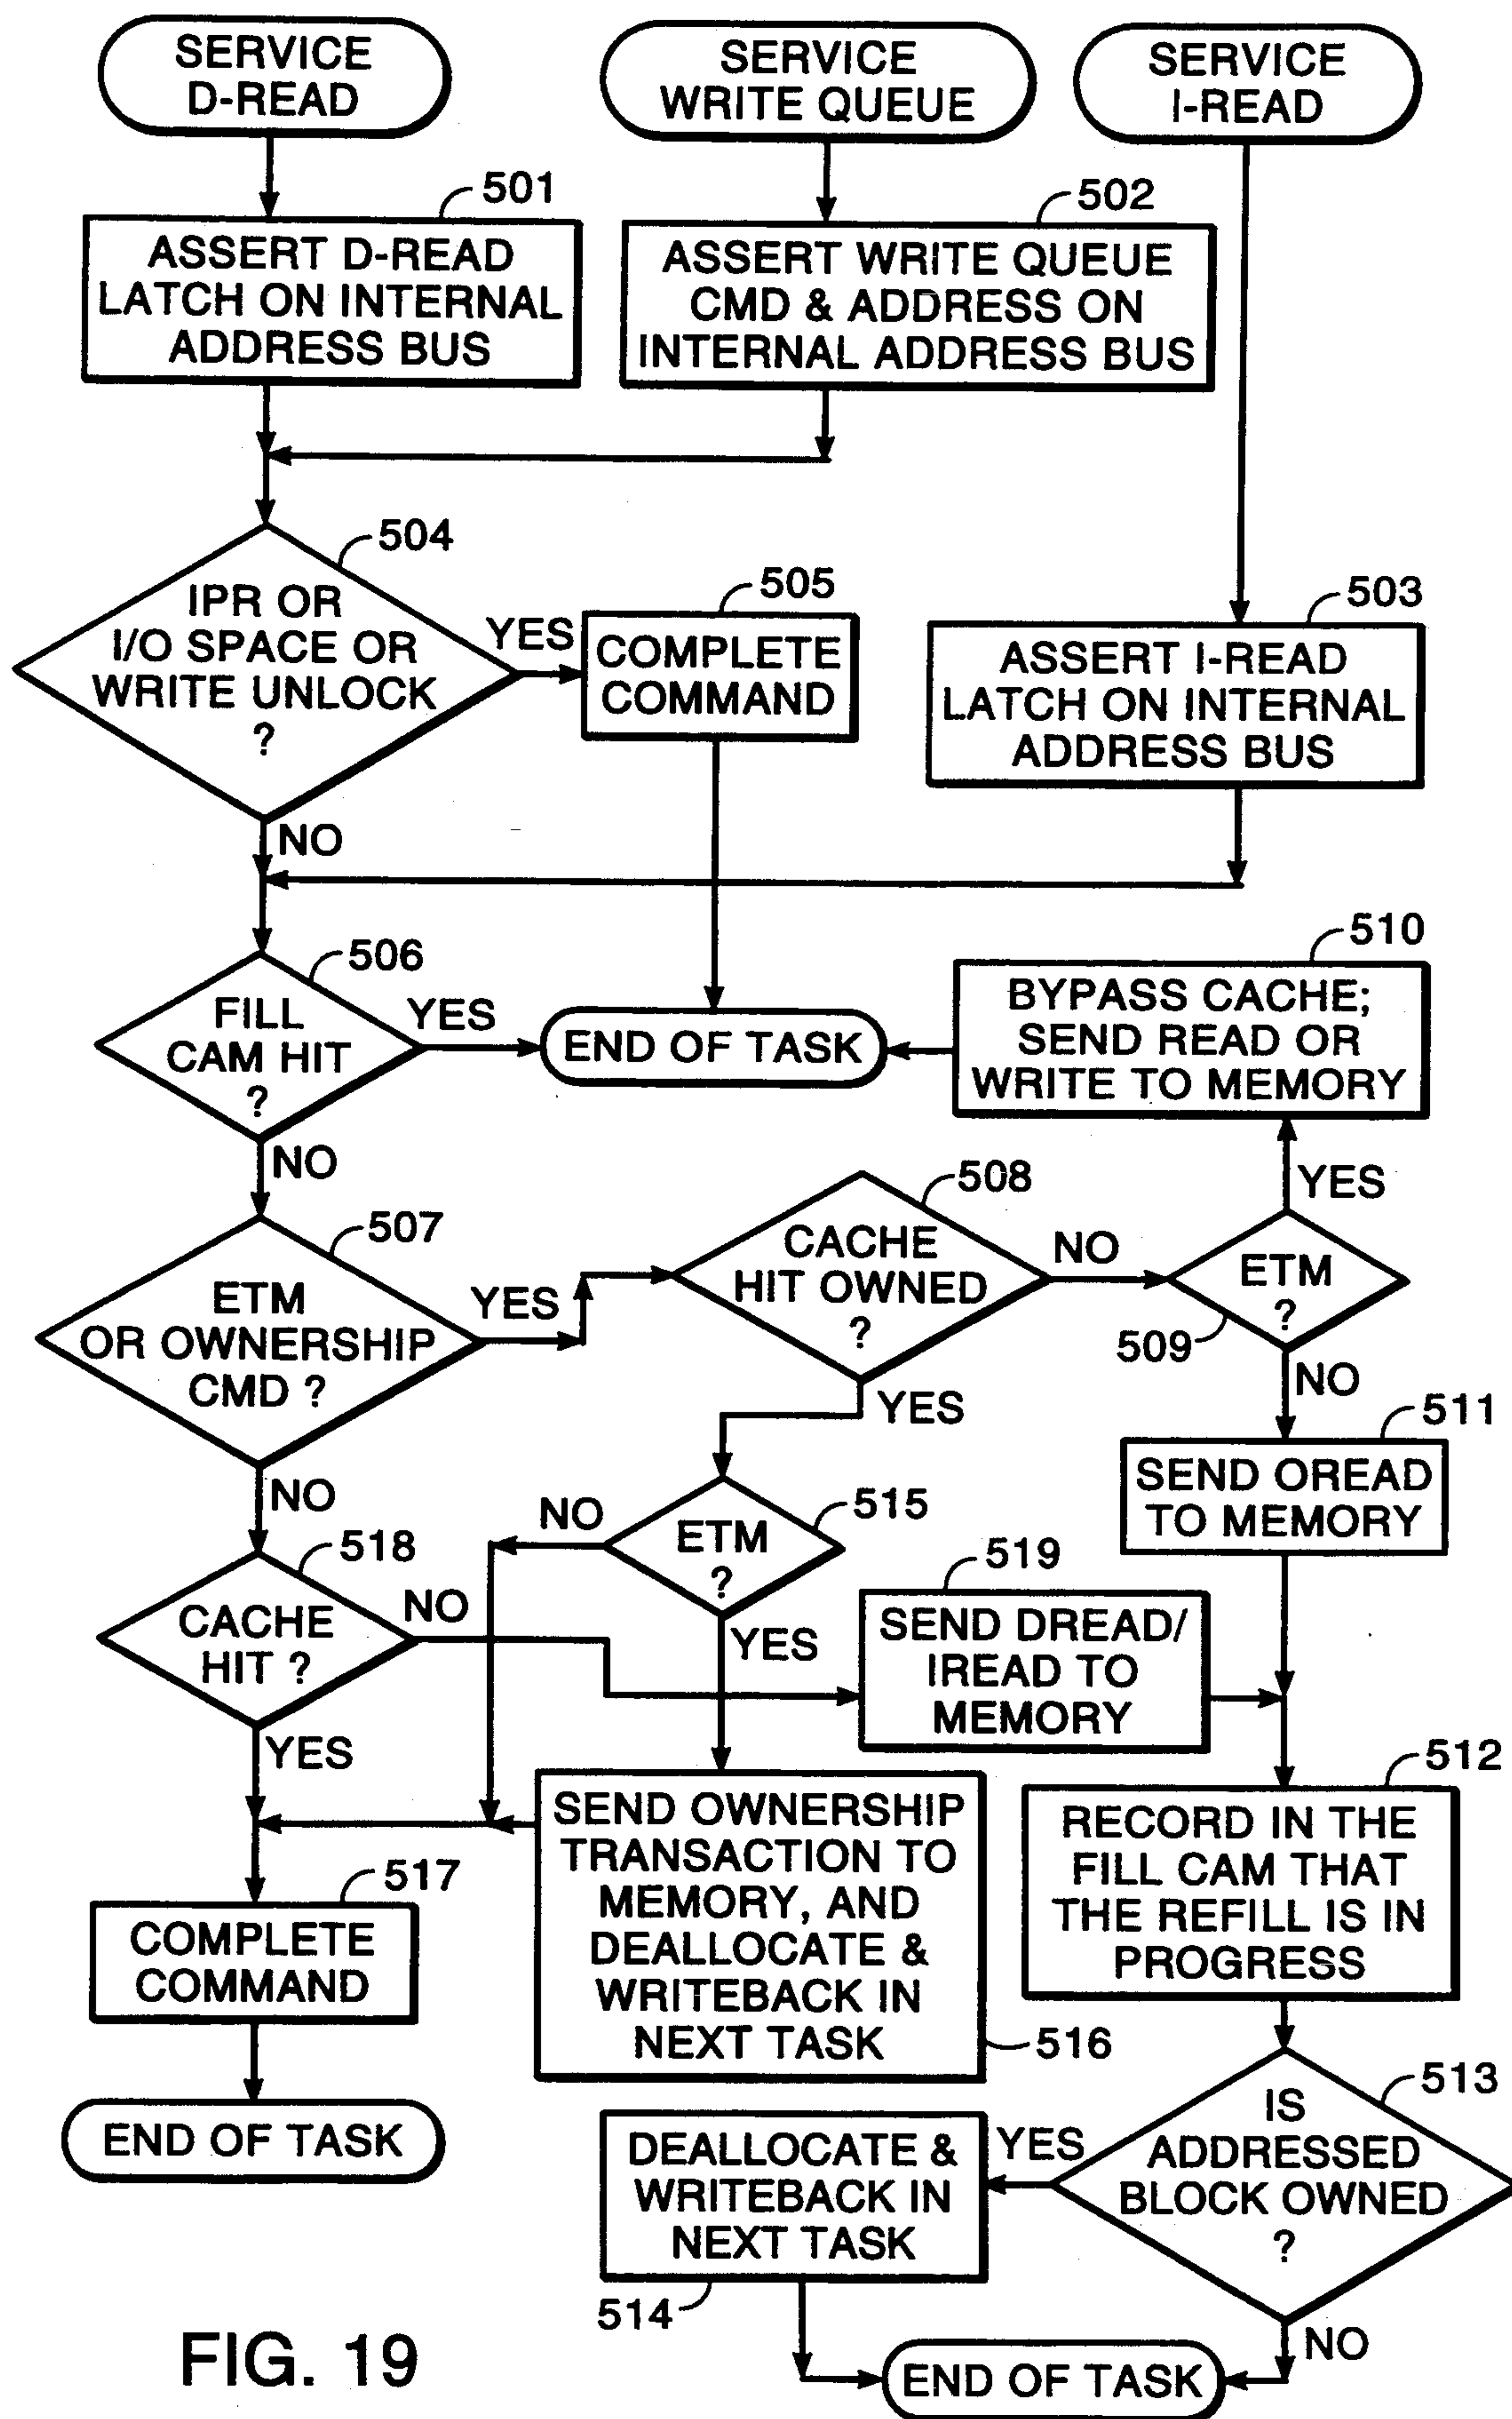 SERVICE
D-READ
SERVICE
WRITE QUEUE
SERVICE
I-READ
501
ASSERT D-READ
LATCH ON INTERNAL
ADDRESS BUS
502
ASSERT WRITE QUEUE
CMD & ADDRESS ON
INTERNAL ADDRESS BUS
504
IPR OR
I/O SPACE OR
WRITE UNLOCK
?
YES
NO
505
COMPLETE
COMMAND
503
ASSERT I-READ
LATCH ON INTERNAL
ADDRESS BUS
506
FILL
CAM HIT
?
YES
NO
END OF TASK
510
BYPASS CACHE;
SEND READ OR
WRITE TO MEMORY
YES
507
ETM
OR OWNERSHIP
CMD ?
YES
NO
508
CACHE
HIT OWNED
?
NO
YES
ETM
?
509
NO
511
SEND OREAD
TO MEMORY
518
CACHE
HIT ?
NO
YES
515
ETM
?
NO
YES
519
SEND DREAD/
IREAD TO
MEMORY
512
RECORD IN THE
FILL CAM THAT
THE REFILL IS IN
PROGRESS
517
COMPLETE
COMMAND
SEND OWNERSHIP
TRANSACTION TO
MEMORY, AND
DEALLOCATE &
WRITEBACK IN
NEXT TASK
516
END OF TASK
513
IS
ADDRESSED
BLOCK OWNED
?
YES
NO
DEALLOCATE &
WRITEBACK IN
NEXT TASK
514
END OF TASK
FIG. 19